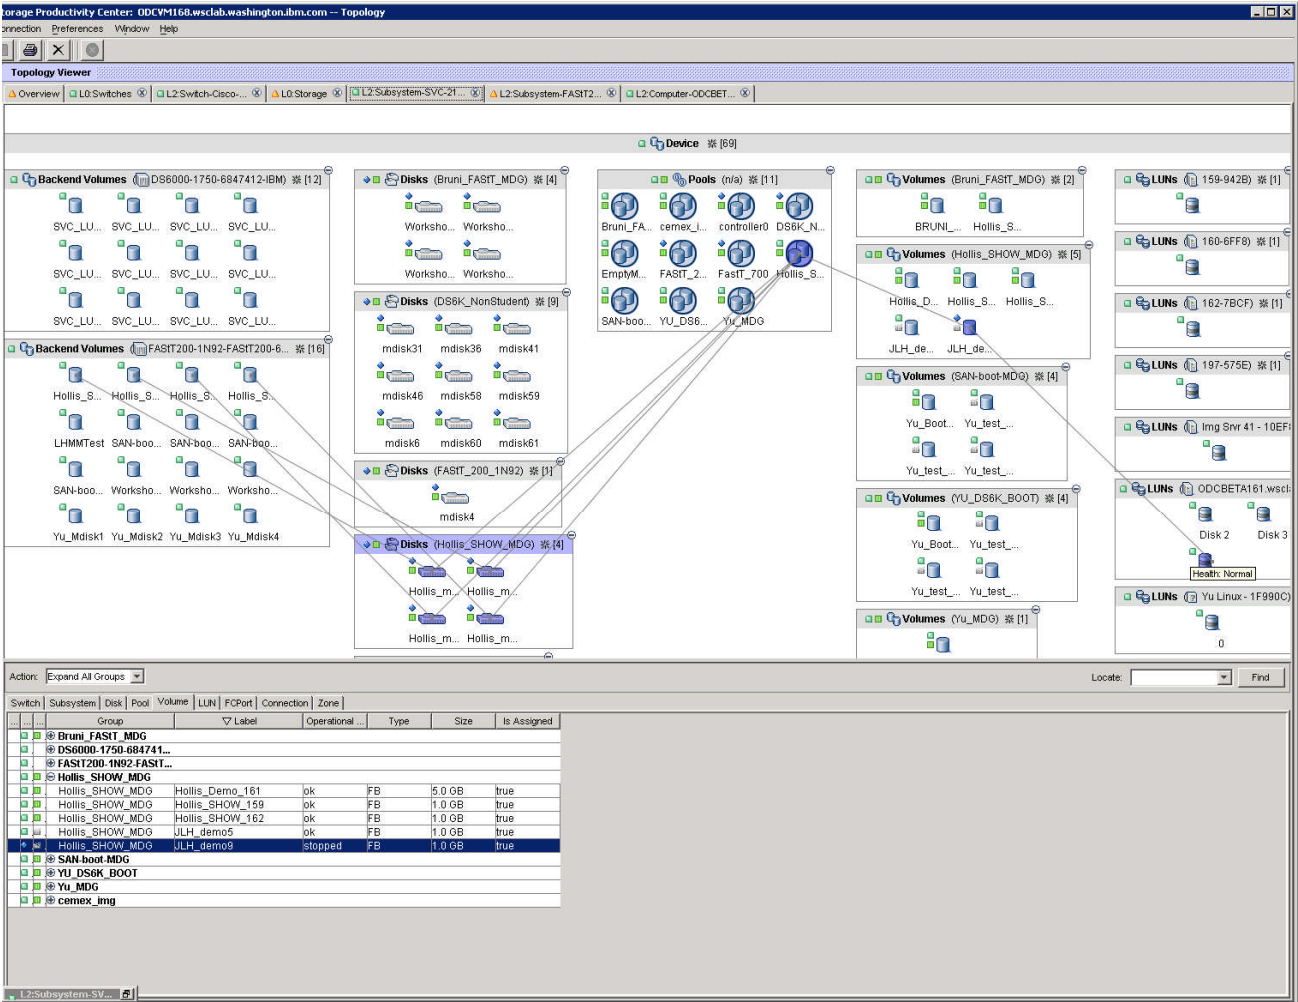 torage Productivity Center: ODCVM168.wsclab.washington.ibm.com -- Topology
onnection Preferences Window Help
Topology Viewer
Overview L0:Switches L2:Switch-Cisco-... L0:Storage L2:Subsystem-SVC-21... L2:Subsystem-FAStT2... L2:Computer-ODCBET...
Device [69]
Backend Volumes (DS6000-1750-6847412-IBM) [12]
SVC_LU... SVC_LU... SVC_LU... SVC_LU...
SVC_LU... SVC_LU... SVC_LU... SVC_LU...
SVC_LU... SVC_LU... SVC_LU... SVC_LU...
Backend Volumes (FAStT200-1N92-FAStT200-6... [16]
Hollis_S... Hollis_S... Hollis_S... Hollis_S...
LHMMTest SAN-boo... SAN-boo... SAN-boo...
SAN-boo... Worksho... Worksho... Worksho...
Yu_Mdisk1 Yu_Mdisk2 Yu_Mdisk3 Yu_Mdisk4
Disks (Bruni_FAStT_MDG) [4]
Worksho... Worksho...
Worksho... Worksho...
Disks (DS6K_NonStudent) [9]
mdisk31 mdisk36 mdisk41
mdisk46 mdisk58 mdisk59
mdisk6 mdisk60 mdisk61
Disks (FAStT_200_1N92) [1]
mdisk4
Disks (Hollis_SHOW_MDG) [4]
Hollis_m... Hollis_m...
Hollis_m... Hollis_m...
Pools (n/a) [11]
Bruni_FA... cemex_i... controller0 DS6K_N...
EmptyM... FAStT_2... FastT_700 Hollis_S...
SAN-boo... YU_DS6... Yu_MDG
Volumes (Bruni_FAStT_MDG) [2]
BRUNI_... Hollis_S...
Volumes (Hollis_SHOW_MDG) [5]
Hollis_D... Hollis_S... Hollis_S...
JLH_de... JLH_de...
Volumes (SAN-boot-MDG) [4]
Yu_Boot... Yu_test_...
Yu_test_... Yu_test_...
Volumes (YU_DS6K_BOOT) [4]
Yu_Boot... Yu_test_...
Yu_test_... Yu_test_...
Volumes (Yu_MDG) [1]
LUNs (159-942B) [1]
LUNs (160-6FF8) [1]
LUNs (162-7BCF) [1]
LUNs (197-575E) [1]
LUNs (Img Srvr 41 - 10EF
LUNs (ODCBETA161.wscl
Disk 2 Disk 3
Health: Normal
LUNs (Yu Linux - 1F990C)
0
Action: Expand All Groups Locate: Find
Switch Subsystem Disk Pool Volume LUN FCPort Connection Zone
... ... ... Group Label Operational ... Type Size Is Assigned
Bruni_FAStT_MDG
DS6000-1750-684741...
FAStT200-1N92-FAStT...
Hollis_SHOW_MDG
Hollis_SHOW_MDG Hollis_Demo_161 ok FB 5.0 GB true
Hollis_SHOW_MDG Hollis_SHOW_159 ok FB 1.0 GB true
Hollis_SHOW_MDG Hollis_SHOW_162 ok FB 1.0 GB true
Hollis_SHOW_MDG JLH_demo5 ok FB 1.0 GB true
Hollis_SHOW_MDG JLH_demo9 stopped FB 1.0 GB true
SAN-boot-MDG
YU_DS6K_BOOT
Yu_MDG
cemex_img
L2:Subsystem-SV...